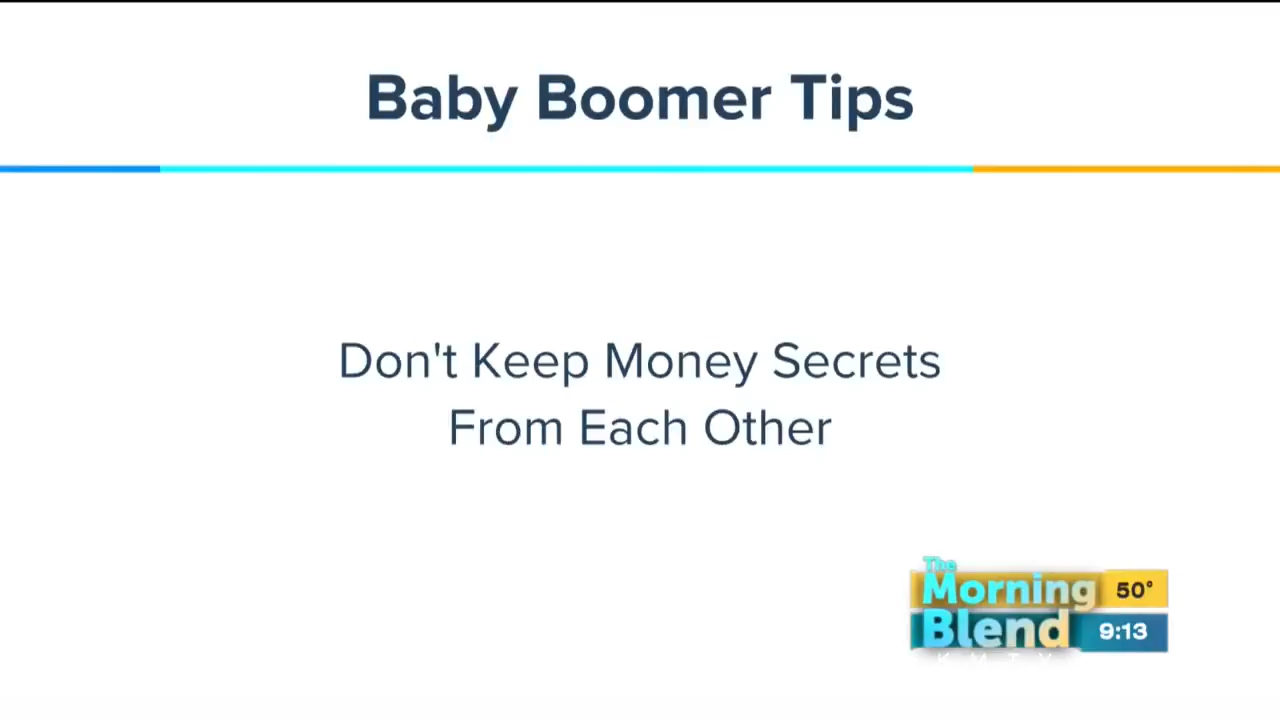 Baby Boomer Tips
Don't Keep Money Secrets
From Each Other
The
Morning
50°
Blend
9:13
K M T V